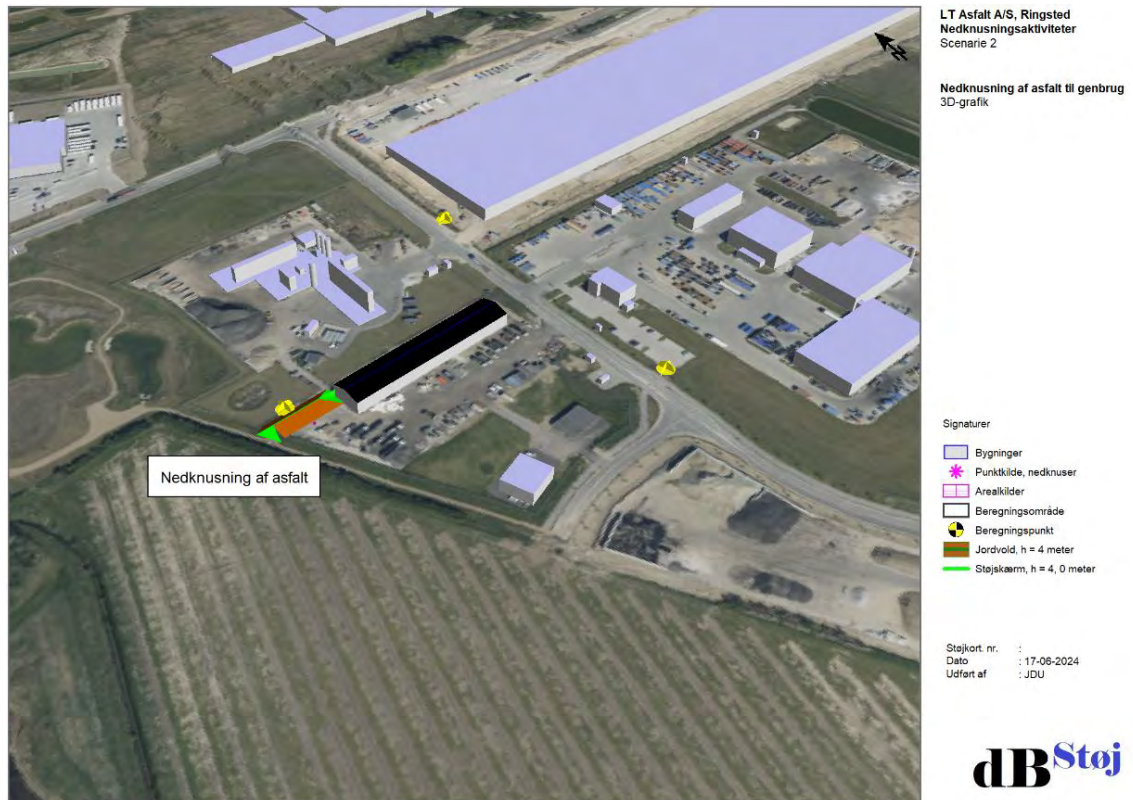 LT Asfalt A/S, Ringsted
Nedknusningsaktiviteter
Scenarie 2
N
Nedknusning af asfalt til genbrug
3D-grafik
Nedknusning af asfalt
Signaturer
Bygninger
Punktkilde, nedknuser
Arealkilder
Beregningsområde
Beregningspunkt
Jordvold, h = 4 meter
Støjskærm, h = 4, 0 meter
Støjkort. nr. :
Dato : 17-06-2024
Udført af : JDU
dB Støj